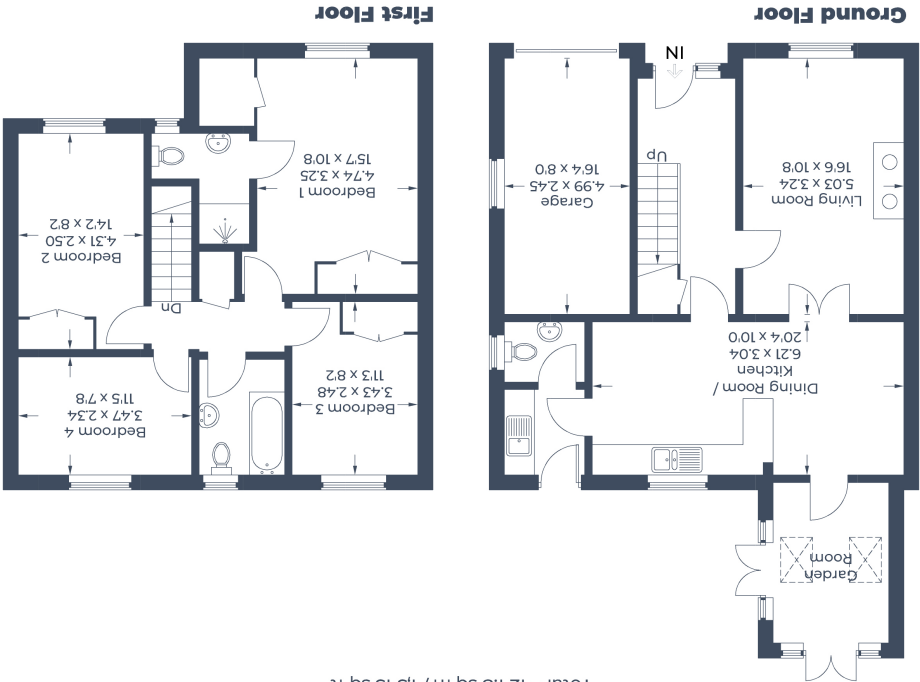 Total = sq m / sq ft
Garden
Room
Dining Room /
Kitchen
6.21 x 3.04
20'4 x 10'0
Living Room
5.03 x 3.24
16'6 x 10'8
Up
Garage
4.99 x 2.45
16'4 x 8'0
IN
Ground Floor
Bedroom 3
3.43 x 2.48
11'3 x 8'2
Bedroom 4
3.47 x 2.34
11'5 x 7'8
Dn
Bedroom 1
4.74 x 3.25
15'7 x 10'8
Bedroom 2
4.31 x 2.50
14'2 x 8'2
First Floor